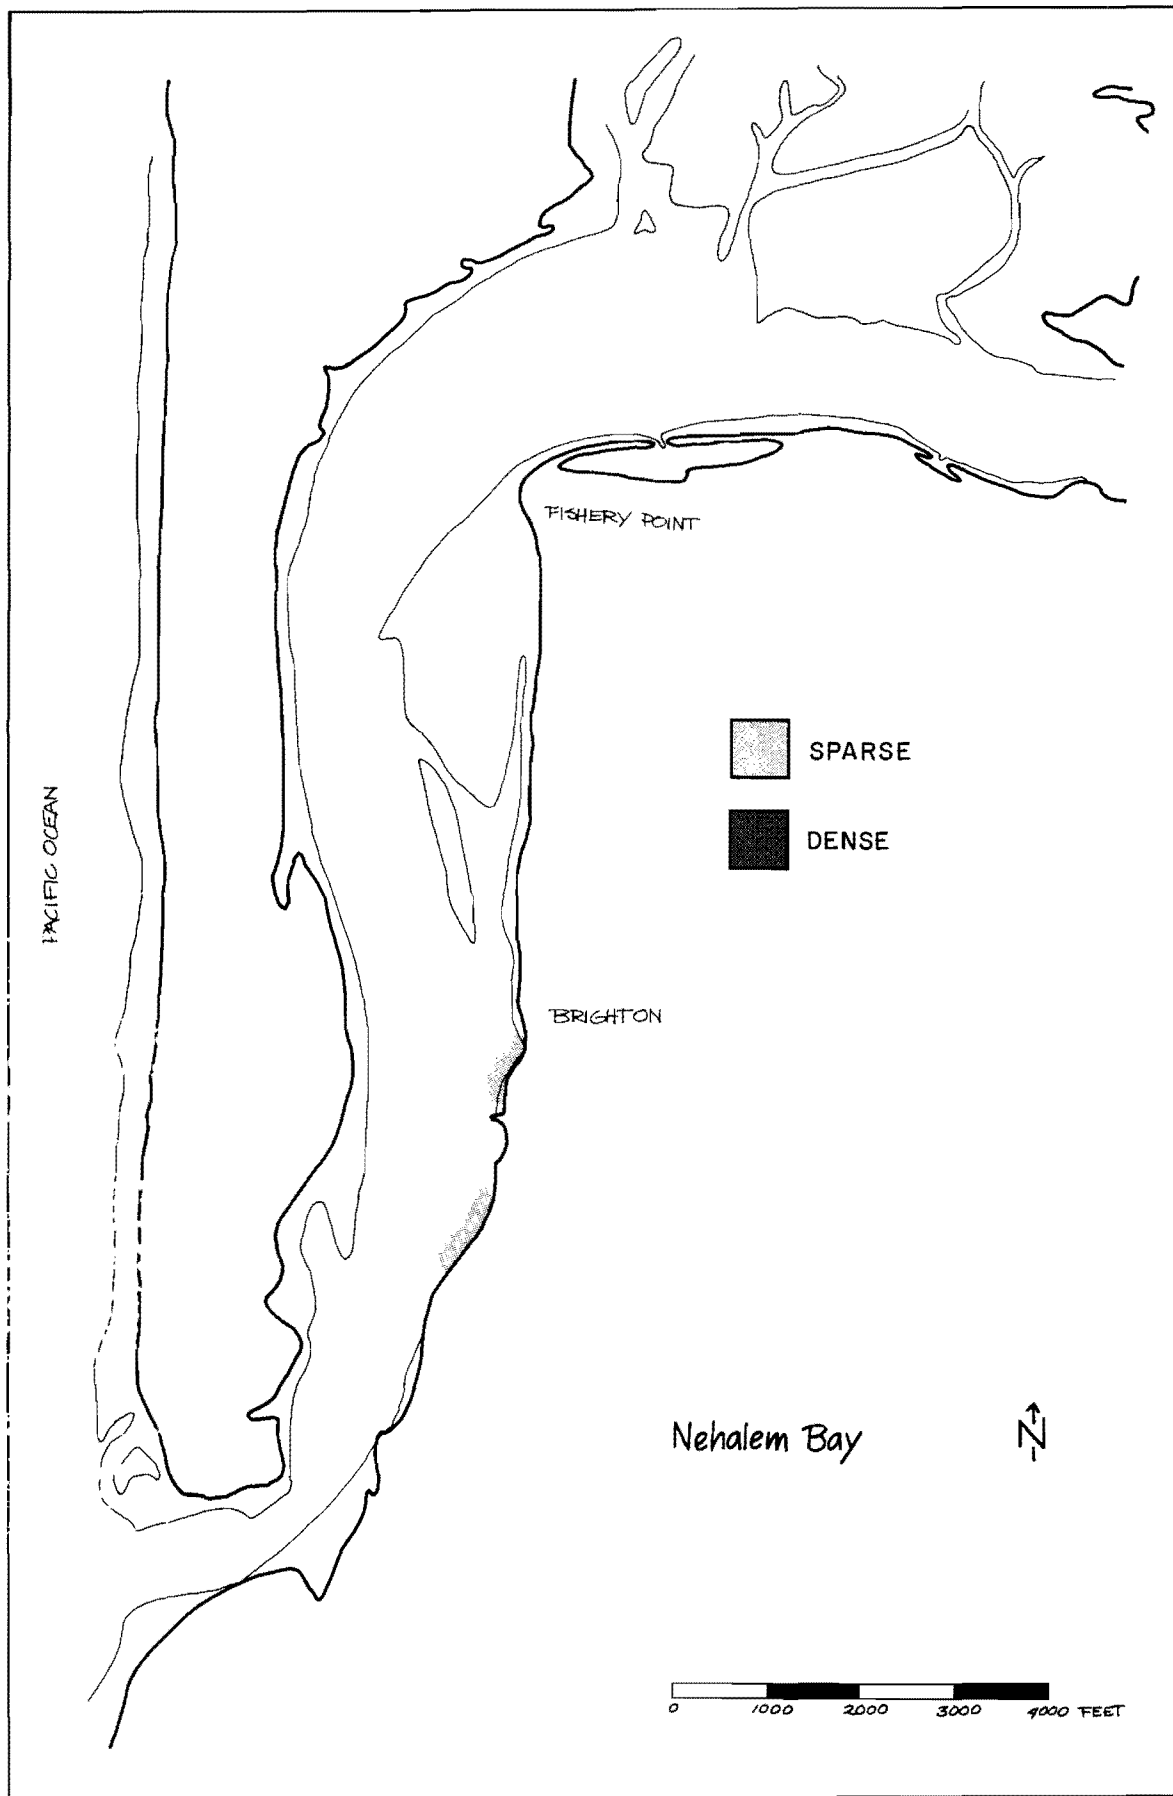 FISHERY POINT
SPARSE
DENSE
PACIFIC OCEAN
BRIGHTON
Nehalem Bay
N
0 1000 2000 3000 4000 FEET